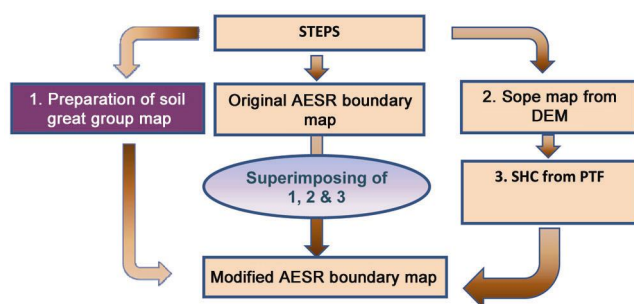 STEPS
1. Preparation of soil
great group map
Original AESR boundary
map
2. Sope map from
DEM
Superimposing of
1, 2 & 3
3. SHC from PTF
Modified AESR boundary map